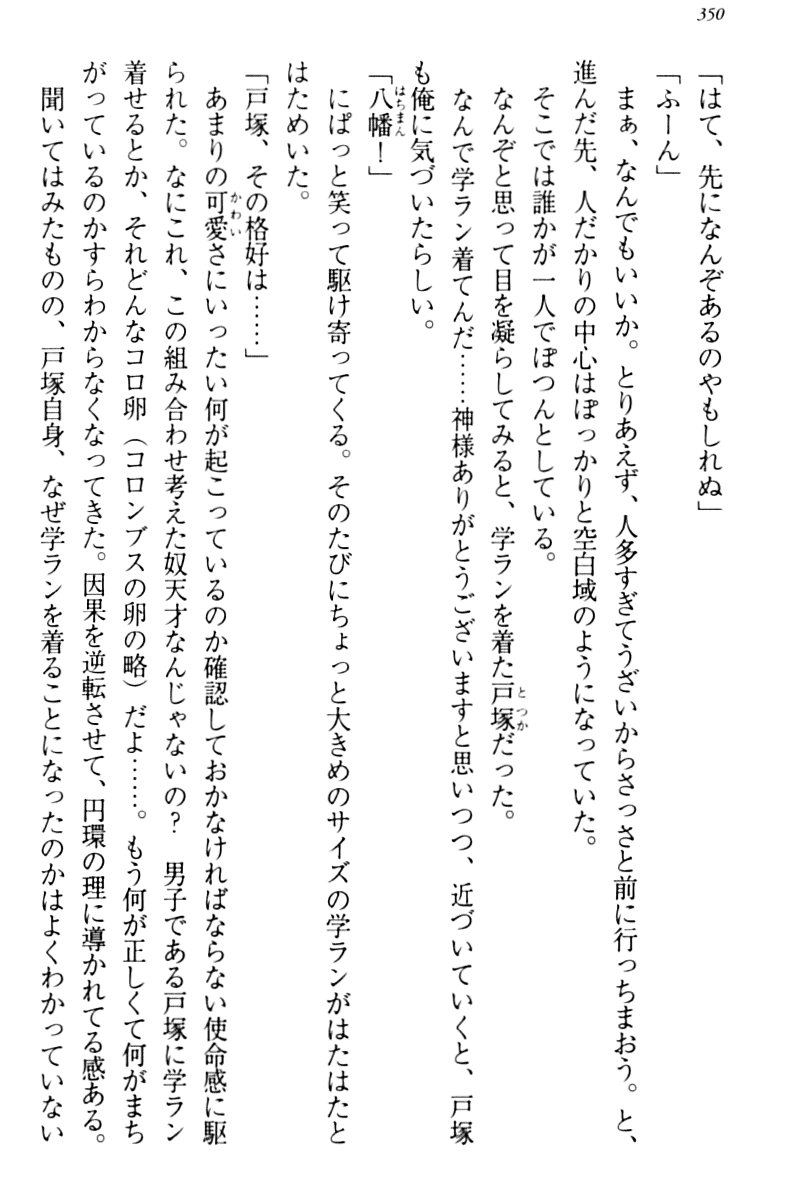 350
「はて、先になんぞあるのやもしれぬ」
「ふーん」
まぁ、なんでもいいか。とりあえず、人多すぎてうざいからさっさと前に行っちまおう。と、
進んだ先、人だかりの中心はぽっかりと空白域のようになっていた。
そこでは誰かが一人でぽつんとしている。
なんぞと思って目を凝らしてみると、学ランを着た戸塚だった。
なんで学ラン着てんだ……神様ありがとうございますと思いつつ、近づいていくと、戸塚
も俺に気づいたらしい。
「八幡！」
にぱっと笑って駆け寄ってくる。そのたびにちょっと大きめのサイズの学ランがはたはたと
はためいた。
「戸塚、その格好は……」
あまりの可愛さにいったい何が起こっているのか確認しておかなければならない使命感に駆
られた。なにこれ、この組み合わせ考えた奴天才なんじゃないの？　男子である戸塚に学ラン
着せるとか、それどんなコロ卵（コロンブスの卵の略）だよ……。もう何が正しくて何がまち
がっているのかすらわからなくなってきた。因果を逆転させて、円環の理に導かれてる感ある。
聞いてはみたものの、戸塚自身、なぜ学ランを着ることになったのかはよくわかっていない